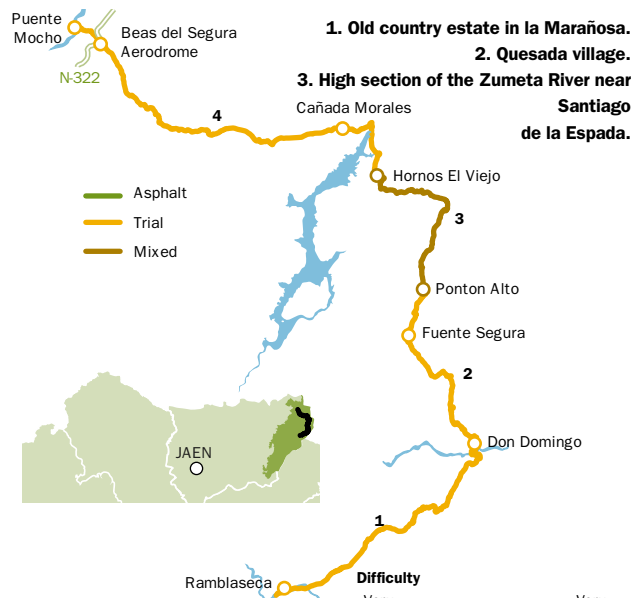 1. Old country estate in la Marañosa.
2. Quesada village.
3. High section of the Zumeta River near
Santiago
de la Espada.
Puente
Mocho
Beas del Segura
Aerodrome
N-322
4
Cañada Morales
Hornos El Viejo
Asphalt
Trial
Mixed
3
Ponton Alto
Fuente Segura
2
Don Domingo
JAEN
1
Ramblaseca
Difficulty